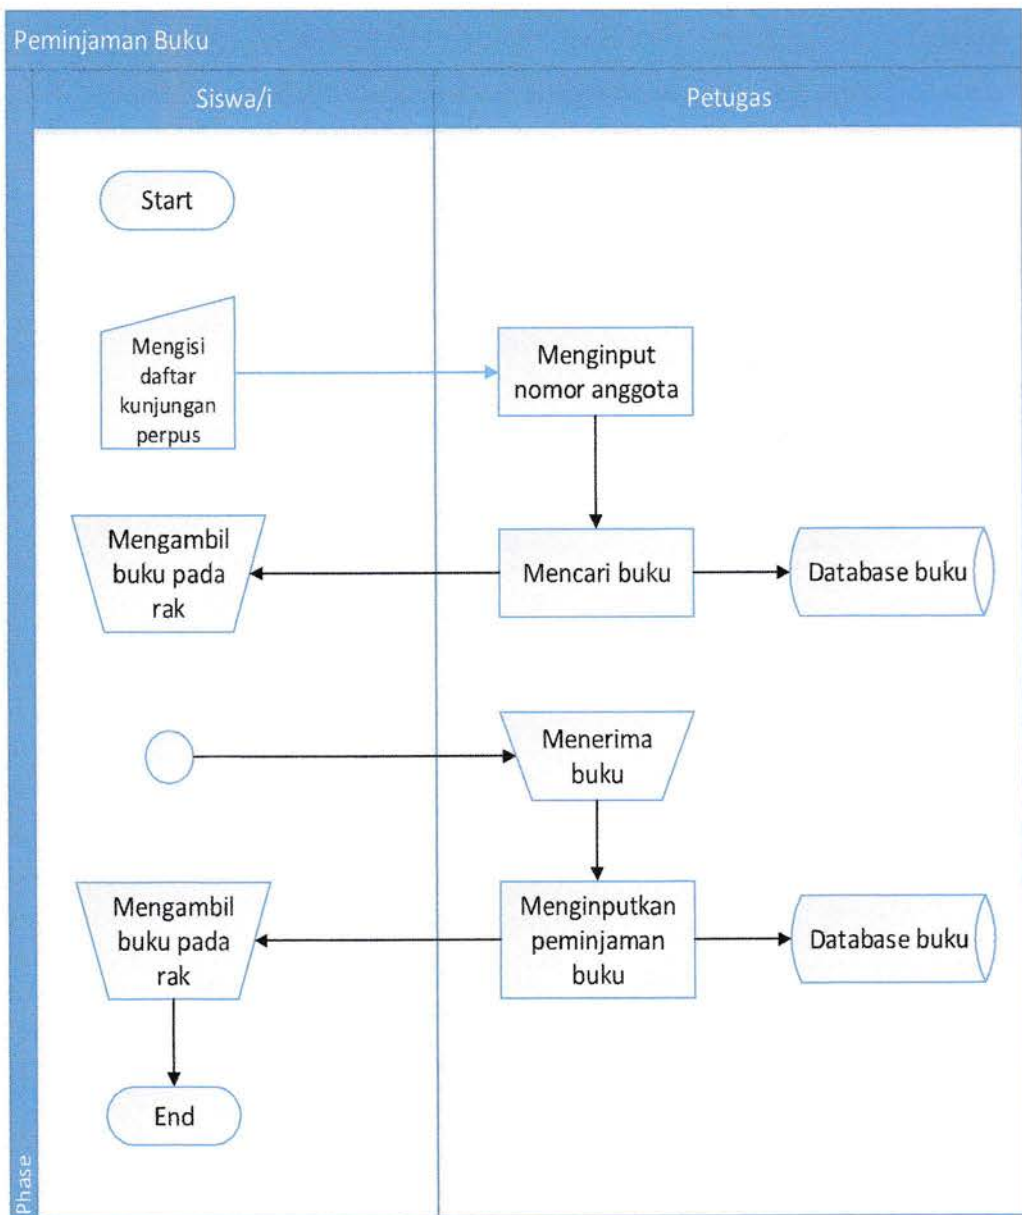 Peminjaman Buku
Siswa/i
Petugas
Start
Mengisi
daftar
kunjungan
perpus
Menginput
nomor anggota
Mengambil
buku pada
rak
Mencari buku
Database buku
Menerima
buku
Mengambil
buku pada
rak
Menginputkan
peminjaman
buku
Database buku
End
Phase